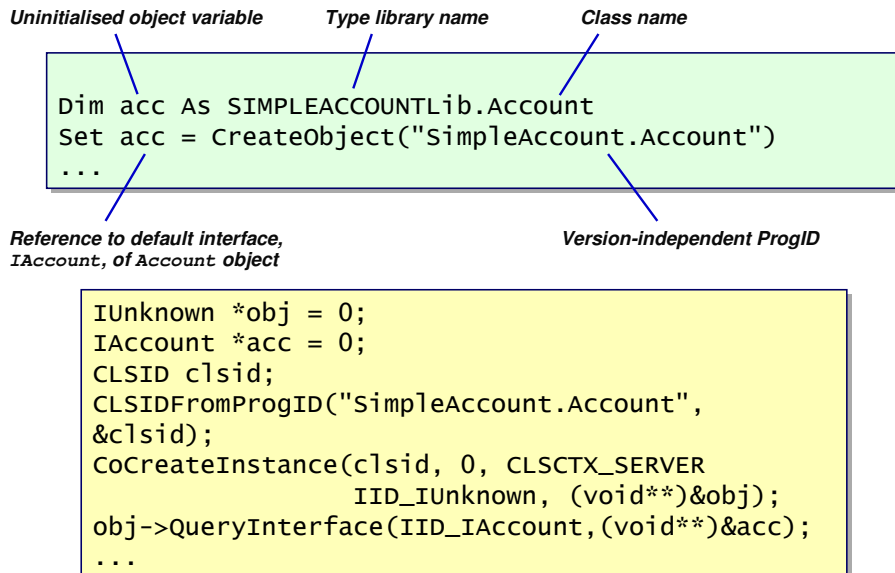 Uninitialised object variable Type library name Class name
Dim acc As SIMPLEACCOUNTLib.Account
Set acc = CreateObject("SimpleAccount.Account")
...
Reference to default interface,
IAccount, of Account object
Version-independent ProgID
IUnknown *obj = 0;
IAccount *acc = 0;
CLSID clsid;
CLSIDFromProgID("SimpleAccount.Account",
&clsid);
CoCreateInstance(clsid, 0, CLSCTX_SERVER
IID_IUnknown, (void**)&obj);
obj->QueryInterface(IID_IAccount,(void**)&acc);
...